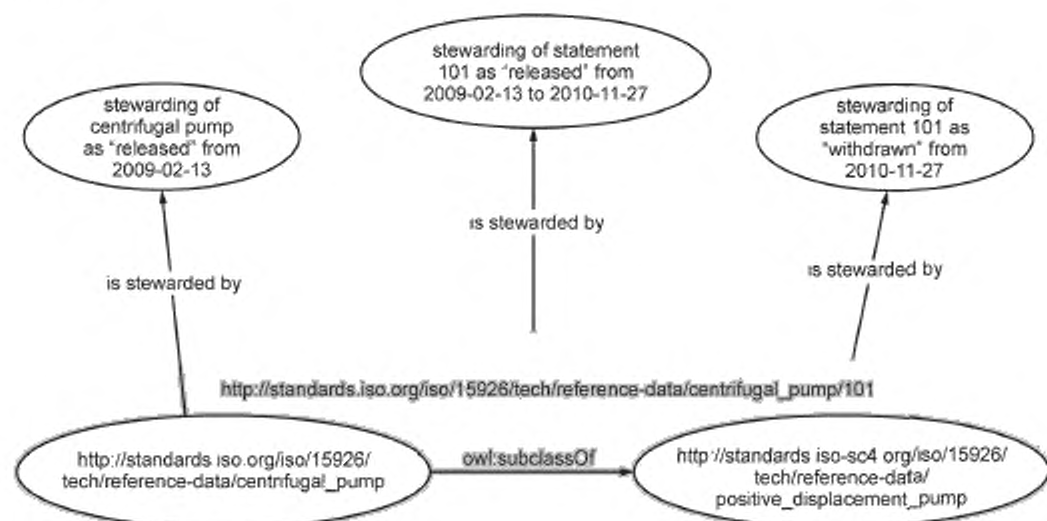 stewarding of statement
101 as "released" from
2009-02-13 to 2010-11-27
stewarding of
centrifugal pump
as "released" from
2009-02-13
stewarding of
statement 101 as
"withdrawn" from
2010-11-27
is stewarded by
is stewarded by
is stewarded by
http://standards.iso.org/iso/15926/tech/reference-data/centrifugal_pump/101
http://standards iso.org/iso/15926/
tech/reference-data/centrifugal_pump
owl:subclassOf
http://standards iso-sc4 org/iso/15926/
tech/reference-data/
positive_displacement_pump